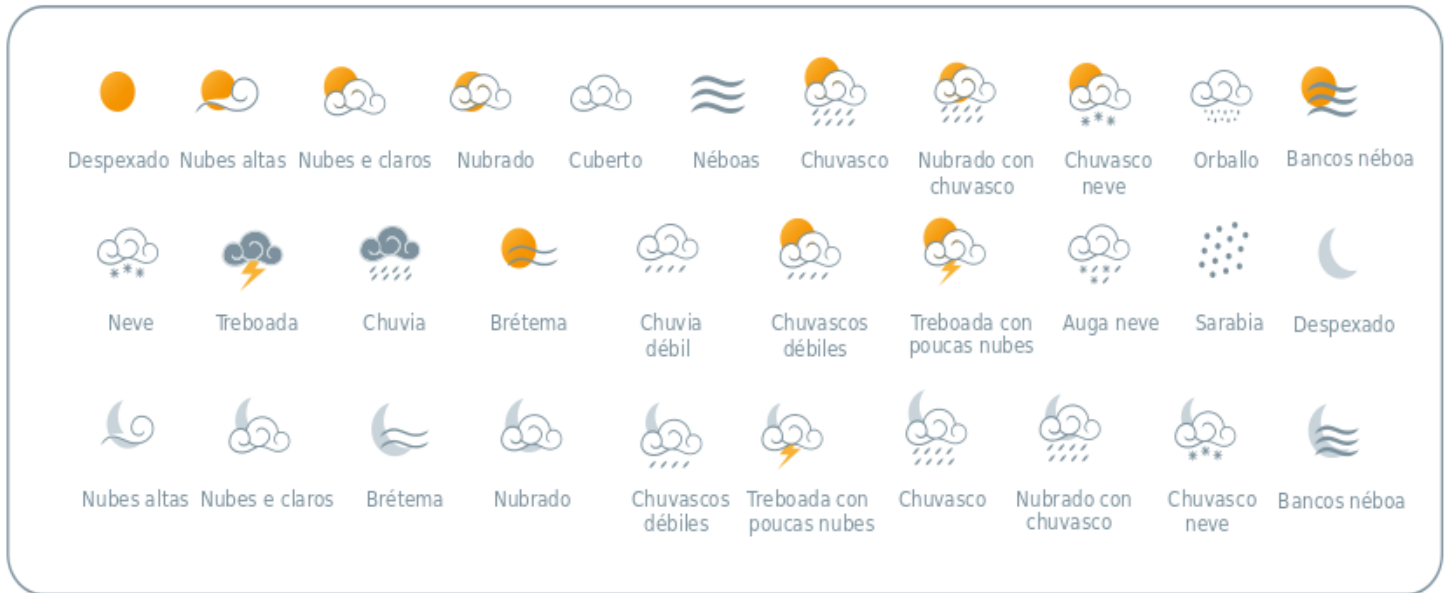 Despexado Nubes altas Nubes e claros Nubrado Cuberto Néboas Chuvasco Nubrado con chuvasco Chuvasco neve Orballo Bancos néboa
Neve Treboada Chuvia Brétema Chuvia débil Chuvascos débiles Treboada con poucas nubes Auga neve Sarabia Despexado
Nubes altas Nubes e claros Brétema Nubrado Chuvascos débiles Treboada con poucas nubes Chuvasco Nubrado con chuvasco Chuvasco neve Bancos néboa